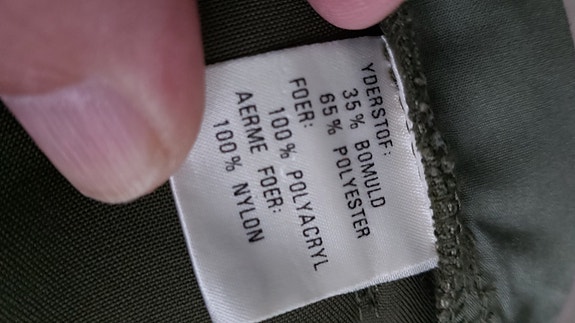 YDERSTOF:
35% BOMULD
65% POLYESTER
FOER:
100% POLYACRYL
AERME FOER:
100% NYLON